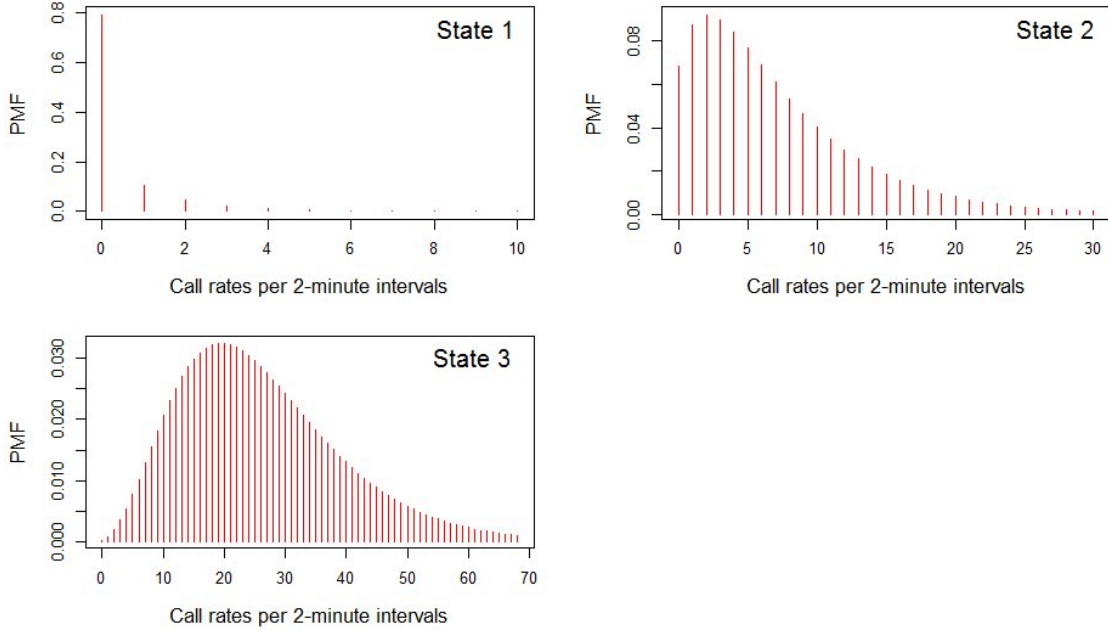 State 1
PMF
0.8
0.6
0.4
0.2
0.0
0 2 4 6 8 10
Call rates per 2-minute intervals
State 2
PMF
0.08
0.04
0.00
0 5 10 15 20 25 30
Call rates per 2-minute intervals
State 3
PMF
0.030
0.020
0.010
0.000
0 10 20 30 40 50 60 70
Call rates per 2-minute intervals